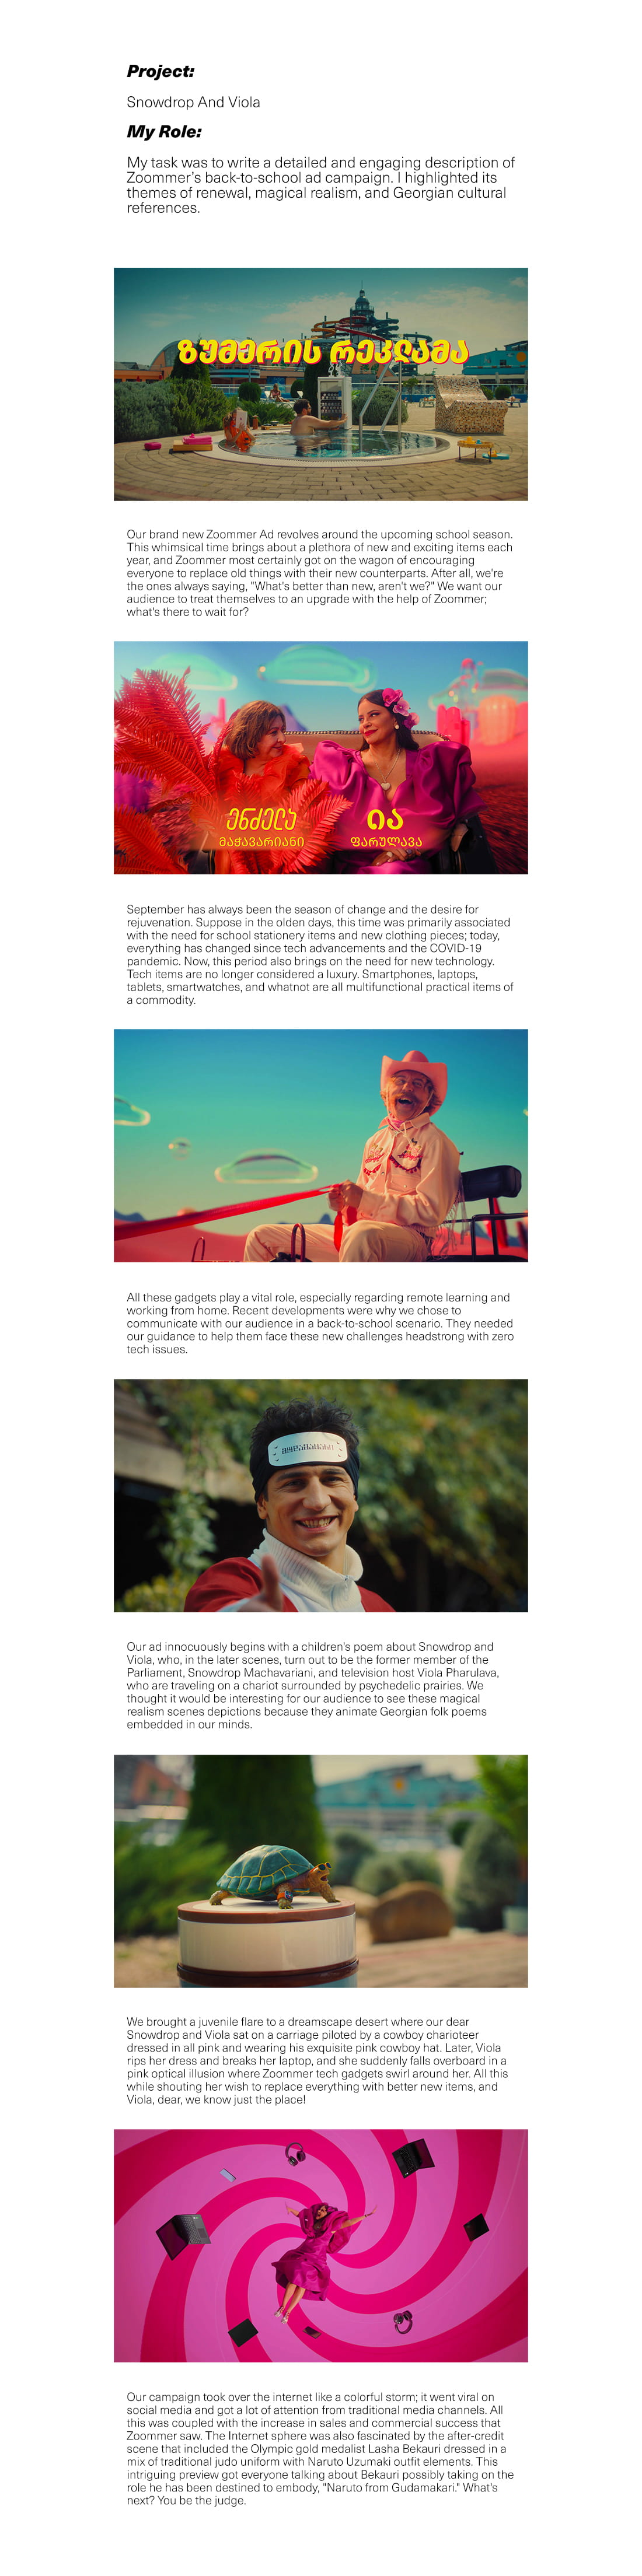 Project:
Snowdrop And Viola
My Role:
My task was to write a detailed and engaging description of
Zoommer's back-to-school ad campaign. I highlighted its
themes of renewal, magical realism, and Georgian cultural
references.
ზუმერის რეკლამა
Our brand new Zoommer Ad revolves around the upcoming school season.
This whimsical time brings about a plethora of new and exciting items each
year, and Zoommer most certainly got on the wagon of encouraging
everyone to replace old things with their new counterparts. After all, we're
the ones always saying, "What's better than new, aren't we?" We want our
audience to treat themselves to an upgrade with the help of Zoommer;
what's there to wait for?
ენძელა
მაჭავარიანი
ია
ფარულავა
September has always been the season of change and the desire for
rejuvenation. Suppose in the olden days, this time was primarily associated
with the need for school stationery items and new clothing pieces; today,
everything has changed since tech advancements and the COVID-19
pandemic. Now, this period also brings on the need for new technology.
Tech items are no longer considered a luxury. Smartphones, laptops,
tablets, smartwatches, and whatnot are all multifunctional practical items of
a commodity.
All these gadgets play a vital role, especially regarding remote learning and
working from home. Recent developments were why we chose to
communicate with our audience in a back-to-school scenario. They needed
our guidance to help them face these new challenges headstrong with zero
tech issues.
Our ad innocuously begins with a children's poem about Snowdrop and
Viola, who, in the later scenes, turn out to be the former member of the
Parliament, Snowdrop Machavariani, and television host Viola Pharulava,
who are traveling on a chariot surrounded by psychedelic prairies. We
thought it would be interesting for our audience to see these magical
realism scenes depictions because they animate Georgian folk poems
embedded in our minds.
We brought a juvenile flare to a dreamscape desert where our dear
Snowdrop and Viola sat on a carriage piloted by a cowboy charioteer
dressed in all pink and wearing his exquisite pink cowboy hat. Later, Viola
rips her dress and breaks her laptop, and she suddenly falls overboard in a
pink optical illusion where Zoommer tech gadgets swirl around her. All this
while shouting her wish to replace everything with better new items, and
Viola, dear, we know just the place!
Our campaign took over the internet like a colorful storm; it went viral on
social media and got a lot of attention from traditional media channels. All
this was coupled with the increase in sales and commercial success that
Zoommer saw. The Internet sphere was also fascinated by the after-credit
scene that included the Olympic gold medalist Lasha Bekauri dressed in a
mix of traditional judo uniform with Naruto Uzumaki outfit elements. This
intriguing preview got everyone talking about Bekauri possibly taking on the
role he has been destined to embody, "Naruto from Gudamakari." What's
next? You be the judge.